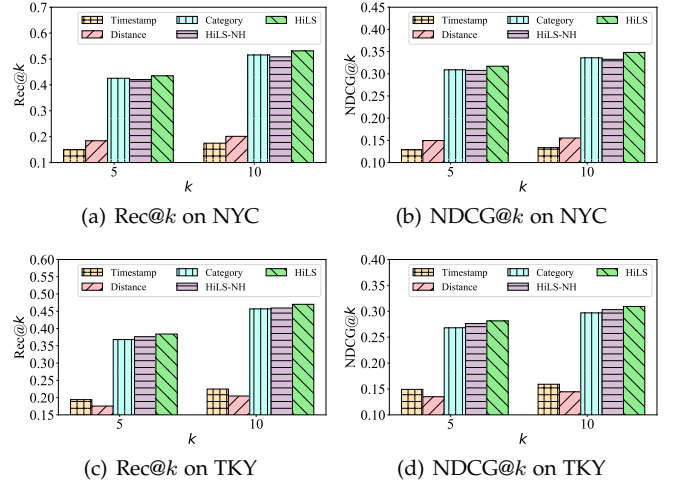 Timestamp Category HiLS
Distance HiLS-NH
Rec@k
0.7
0.6
0.5
0.4
0.3
0.2
0.1
5 10
k
(a) Rec@k on NYC
Timestamp Category HiLS
Distance HiLS-NH
NDCG@k
0.45
0.40
0.35
0.30
0.25
0.20
0.15
0.10
5 10
k
(b) NDCG@k on NYC
Timestamp Category HiLS
Distance HiLS-NH
Rec@k
0.60
0.55
0.50
0.45
0.40
0.35
0.30
0.25
0.20
0.15
5 10
k
(c) Rec@k on TKY
Timestamp Category HiLS
Distance HiLS-NH
NDCG@k
0.40
0.35
0.30
0.25
0.20
0.15
0.10
5 10
k
(d) NDCG@k on TKY